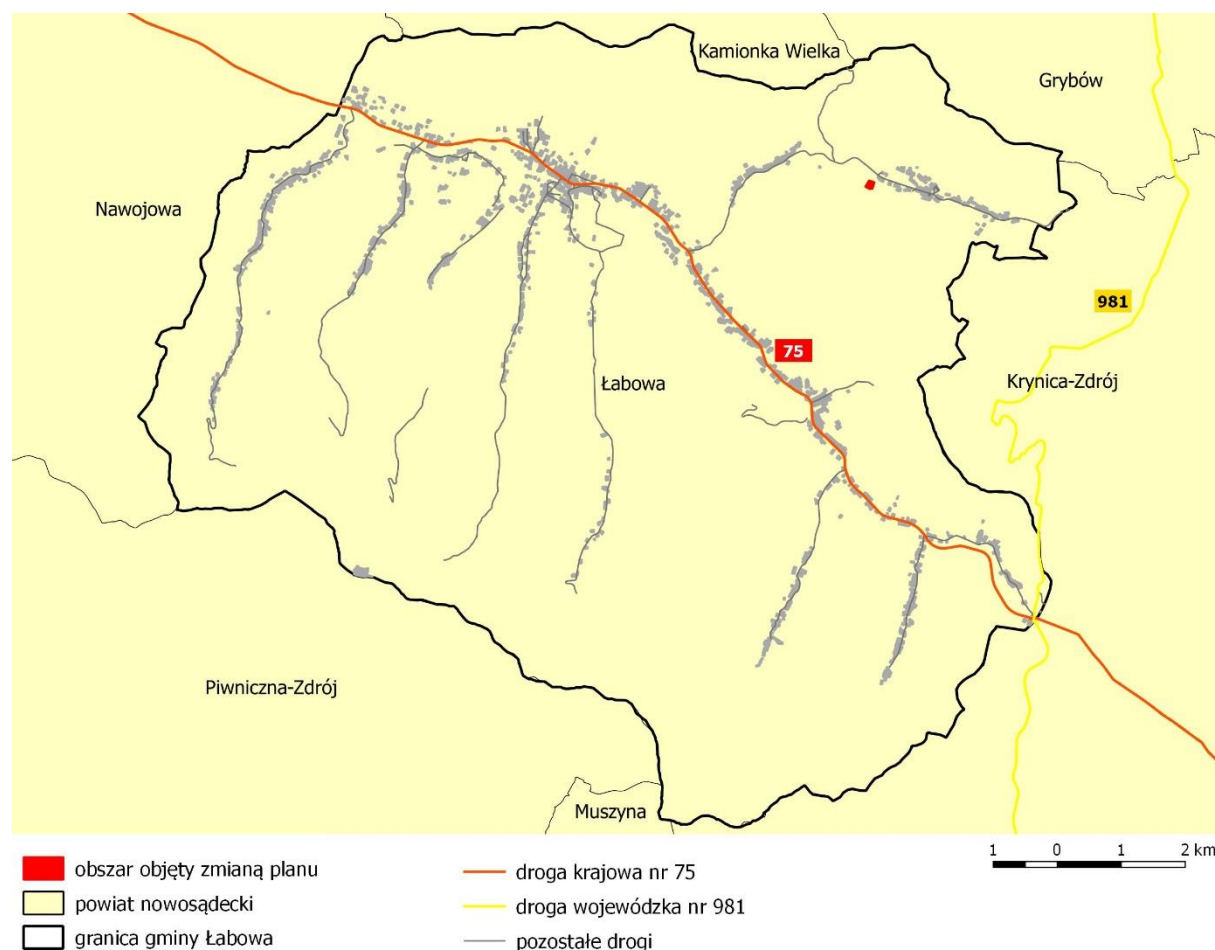 Kamionka Wielka
Grybów
Nawojowa
981
75
Krynica-Zdrój
Łabowa
Piwniczna-Zdrój
Muszyna
1 0 1 2 km
obszar objęty zmianą planu
powiat nowosądecki
granica gminy Łabowa
droga krajowa nr 75
droga wojewódzka nr 981
pozostałe drogi